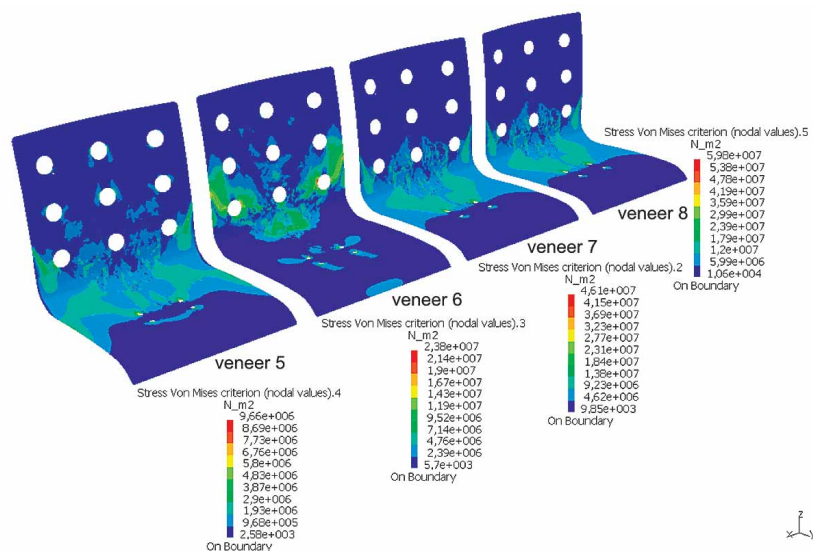 Stress Von Mises criterion (nodal values).5
N_m2
5,98e+007
5,38e+007
4,78e+007
4,19e+007
3,59e+007
2,99e+007
2,39e+007
1,79e+007
1,2e+007
5,99e+006
1,06e+004
On Boundary
veneer 8
veneer 7
Stress Von Mises criterion (nodal values).2
N_m2
4,61e+007
4,15e+007
3,69e+007
3,23e+007
2,77e+007
2,31e+007
1,84e+007
1,38e+007
9,23e+006
4,62e+006
9,85e+003
On Boundary
veneer 6
Stress Von Mises criterion (nodal values).3
N_m2
2,38e+007
2,14e+007
1,9e+007
1,67e+007
1,43e+007
1,19e+007
9,52e+006
7,14e+006
4,76e+006
2,39e+006
5,7e+003
On Boundary
veneer 5
Stress Von Mises criterion (nodal values).4
N_m2
9,66e+006
8,69e+006
7,73e+006
6,76e+006
5,8e+006
4,83e+006
3,87e+006
2,9e+006
1,93e+006
9,68e+005
2,58e+003
On Boundary
z
x
y